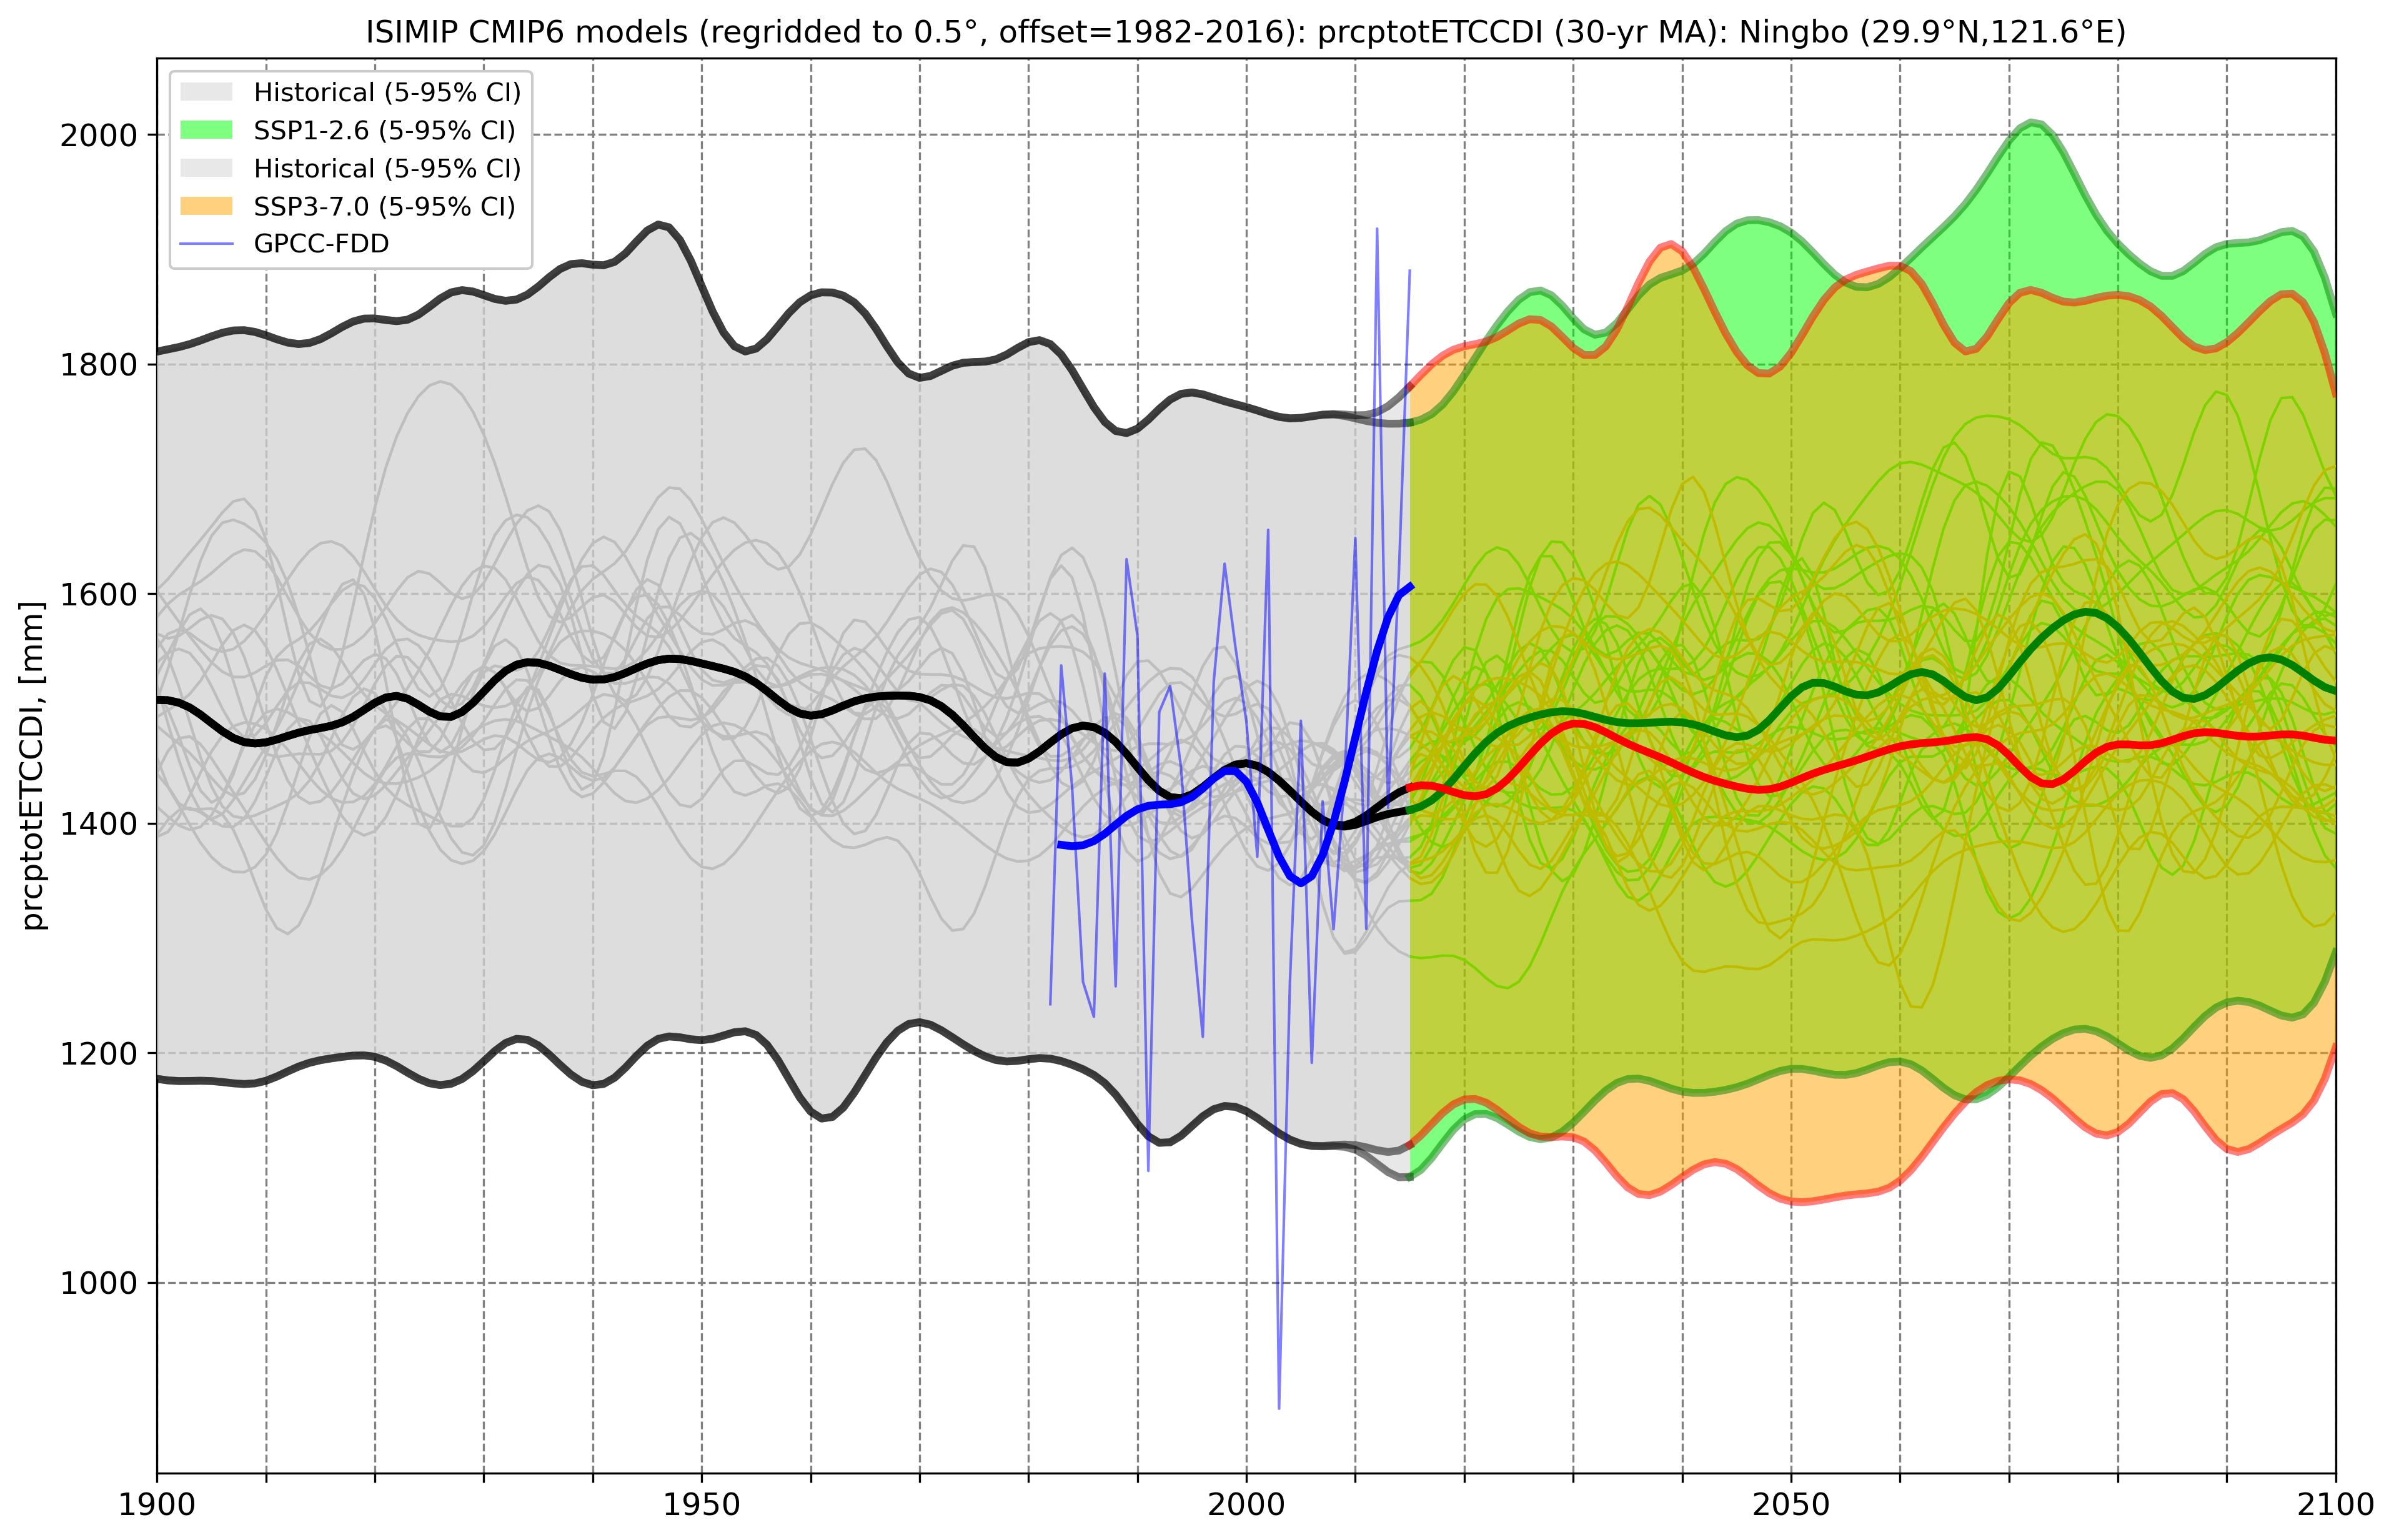 ISIMIP CMIP6 models (regridded to 0.5°, offset=1982-2016): prcptotETCCDI (30-yr MA): Ningbo (29.9°N,121.6°E)
Historical (5-95% CI)
SSP1-2.6 (5-95% CI)
Historical (5-95% CI)
SSP3-7.0 (5-95% CI)
GPCC-FDD
prcptotETCCDI, [mm]
2000
1800
1600
1400
1200
1000
1900 1950 2000 2050 2100